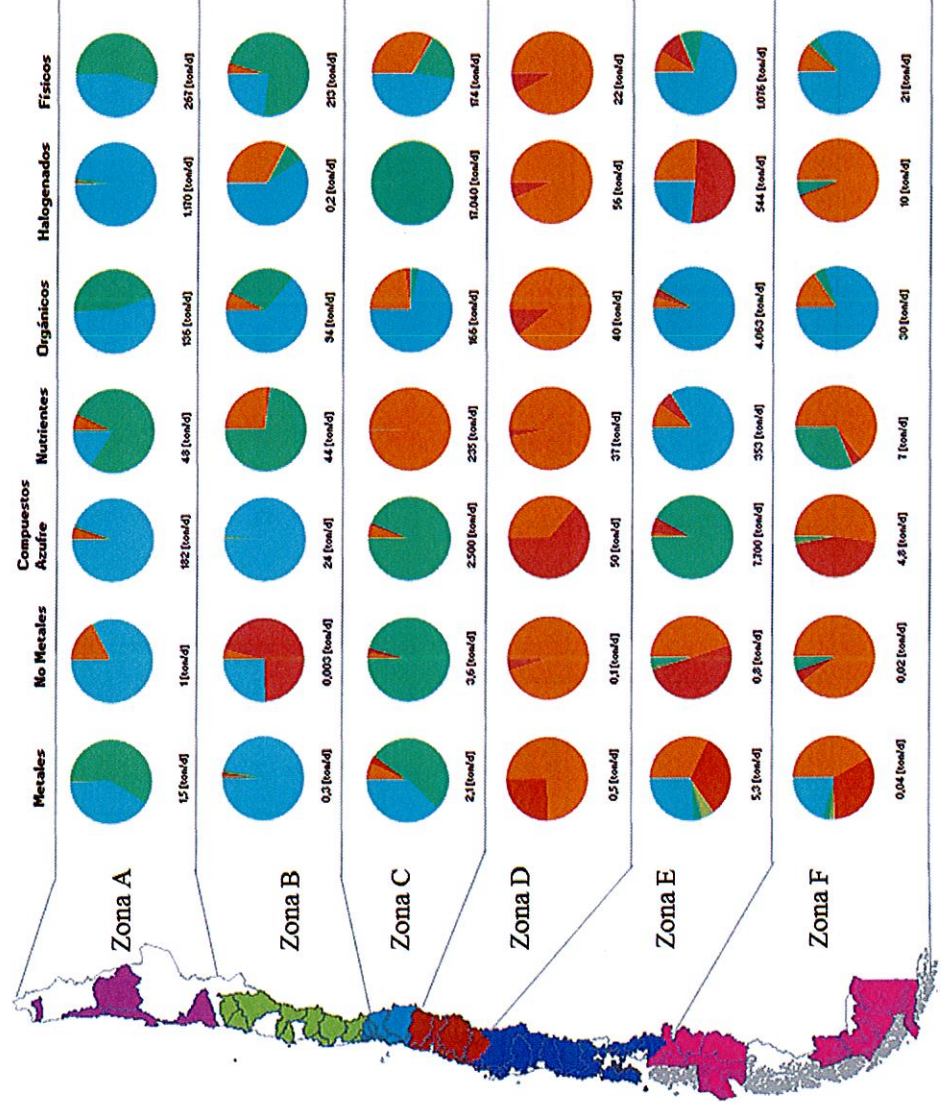 Metales
No Metales
Compuestos
Azufre
Nutrientes
Orgánicos
Halogenados
Físicos
Zona A
1,5 [ton/d]
1 [ton/d]
182 [ton/d]
48 [ton/d]
136 [ton/d]
1.170 [ton/d]
267 [ton/d]
Zona B
0,3 [ton/d]
0,003 [ton/d]
24 [ton/d]
44 [ton/d]
34 [ton/d]
0,2 [ton/d]
213 [ton/d]
Zona C
2,1 [ton/d]
3,6 [ton/d]
2.500 [ton/d]
235 [ton/d]
166 [ton/d]
17.040 [ton/d]
174 [ton/d]
Zona D
0,5 [ton/d]
0,1 [ton/d]
50 [ton/d]
37 [ton/d]
40 [ton/d]
56 [ton/d]
22 [ton/d]
Zona E
5,3 [ton/d]
0,8 [ton/d]
7.700 [ton/d]
353 [ton/d]
4.063 [ton/d]
544 [ton/d]
1.076 [ton/d]
Zona F
0,04 [ton/d]
0,02 [ton/d]
4,8 [ton/d]
7 [ton/d]
30 [ton/d]
10 [ton/d]
21 [ton/d]